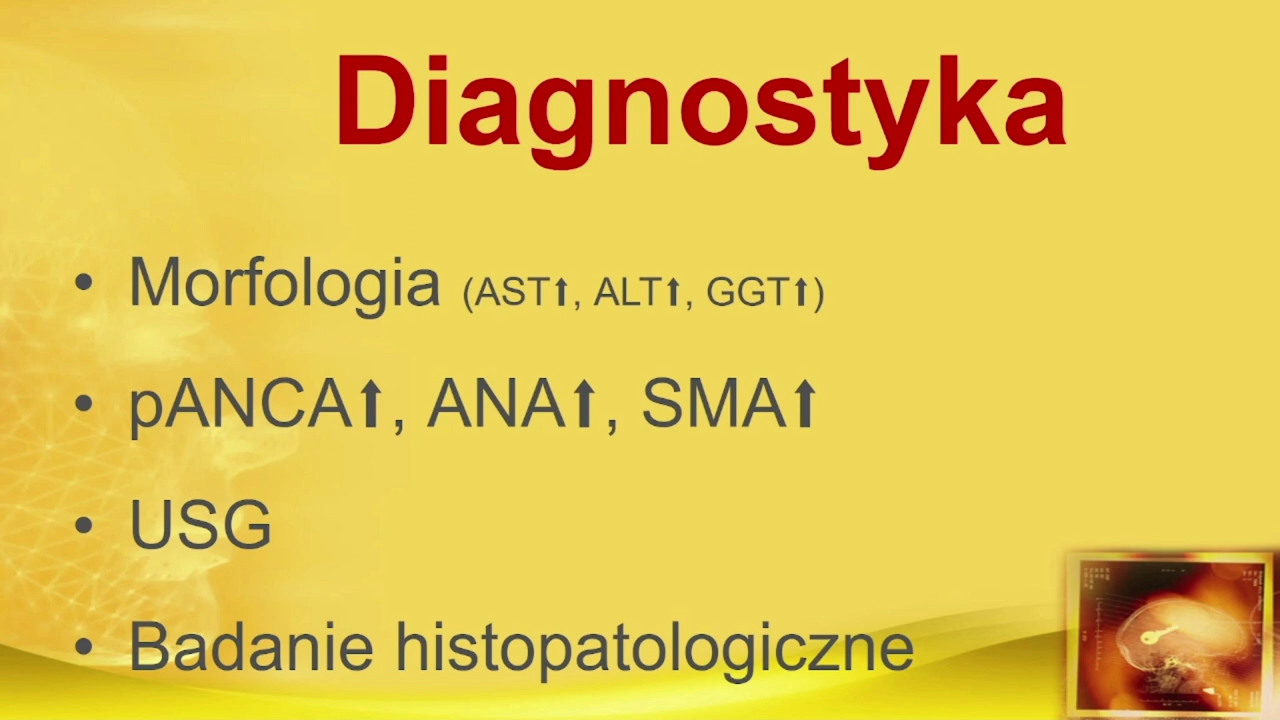 Diagnostyka
• Morfologia (AST⬆, ALT⬆, GGT⬆)
• pANCA⬆, ANA⬆, SMA⬆
• USG
• Badanie histopatologiczne